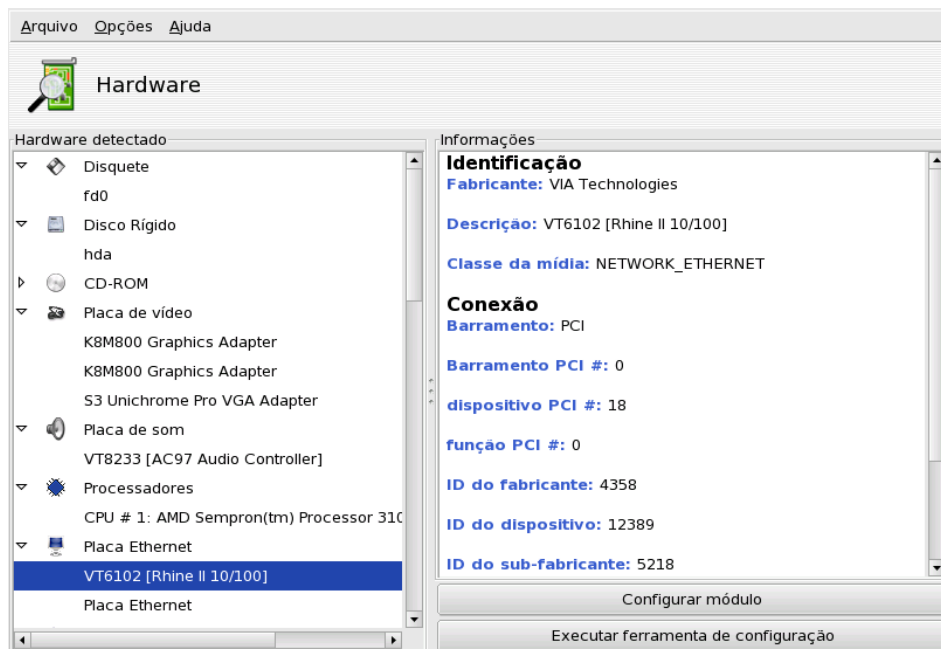 Arquivo Opções Ajuda
Hardware
Hardware detectado
Disquete
fd0
Disco Rígido
hda
CD-ROM
Placa de vídeo
K8M800 Graphics Adapter
K8M800 Graphics Adapter
S3 Unichrome Pro VGA Adapter
Placa de som
VT8233 [AC97 Audio Controller]
Processadores
CPU # 1: AMD Sempron(tm) Processor 310
Placa Ethernet
VT6102 [Rhine II 10/100]
Placa Ethernet
Informações
Identificação
Fabricante: VIA Technologies
Descrição: VT6102 [Rhine II 10/100]
Classe da mídia: NETWORK_ETHERNET
Conexão
Barramento: PCI
Barramento PCI #: 0
dispositivo PCI #: 18
função PCI #: 0
ID do fabricante: 4358
ID do dispositivo: 12389
ID do sub-fabricante: 5218
Configurar módulo
Executar ferramenta de configuração